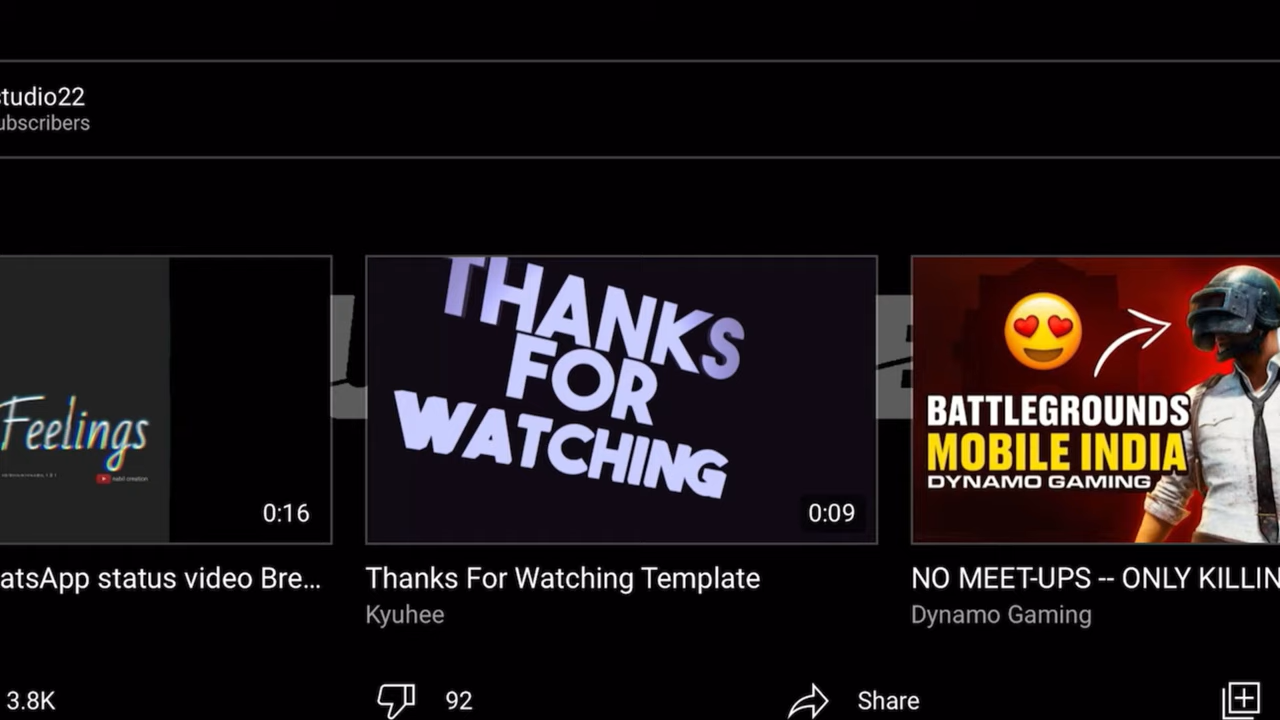 studio22
ubscribers
Feelings
0:16
THANKS
FOR
WATCHING
0:09
BATTLEGROUNDS
MOBILE INDIA
DYNAMO GAMING
atsApp status video Bre...
Thanks For Watching Template
Kyuhee
NO MEET-UPS -- ONLY KILLIN
Dynamo Gaming
3.8K
92
Share